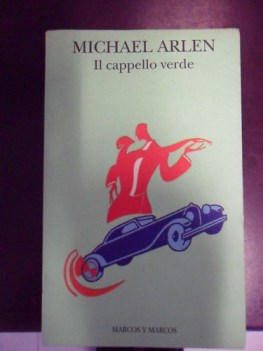 MICHAEL ARLEN
Il cappello verde
MARCOS Y MARCOS